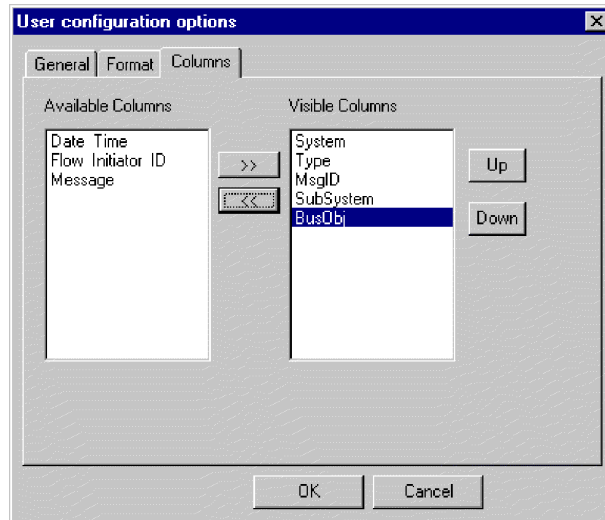 User configuration options
General Format Columns
Available Columns Visible Columns
Date Time
Flow Initiator ID
Message
>>
<<
System
Type
MsgID
SubSystem
BusObj
Up
Down
OK Cancel